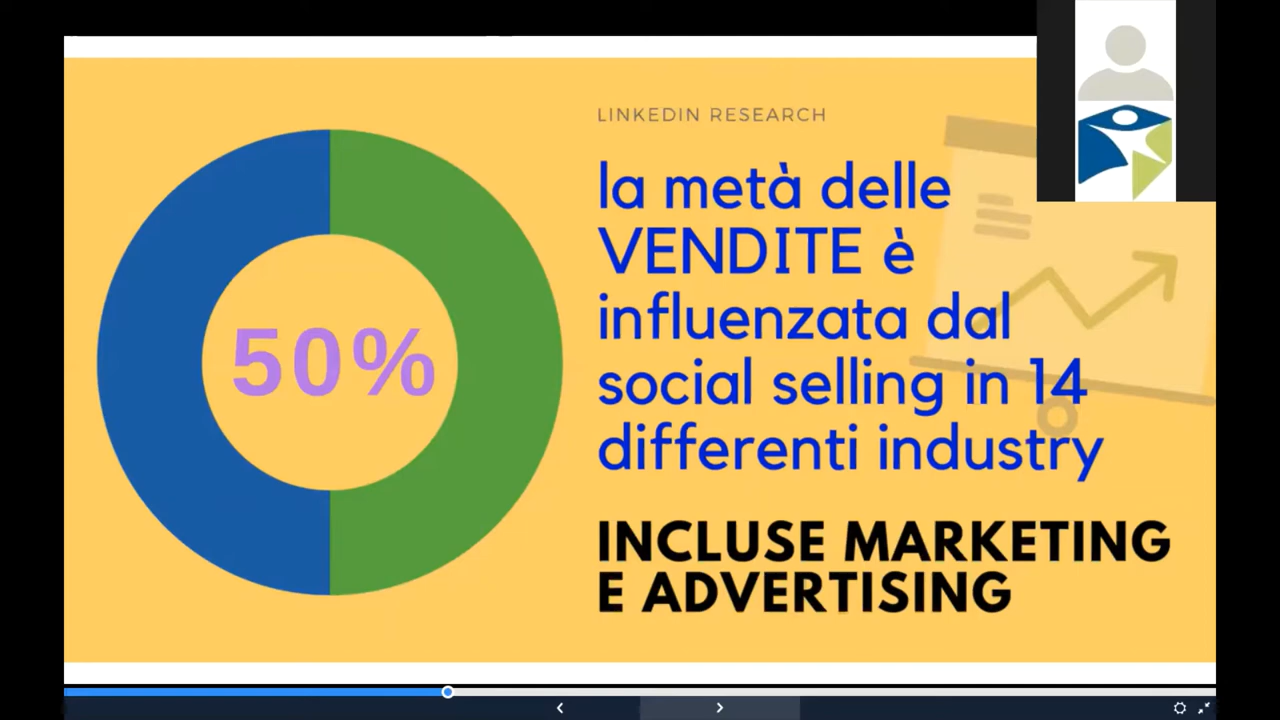 LINKEDIN RESEARCH
la metà delle
VENDITE è
influenzata dal
social selling in 14
differenti industry
INCLUSE MARKETING
E ADVERTISING
50%